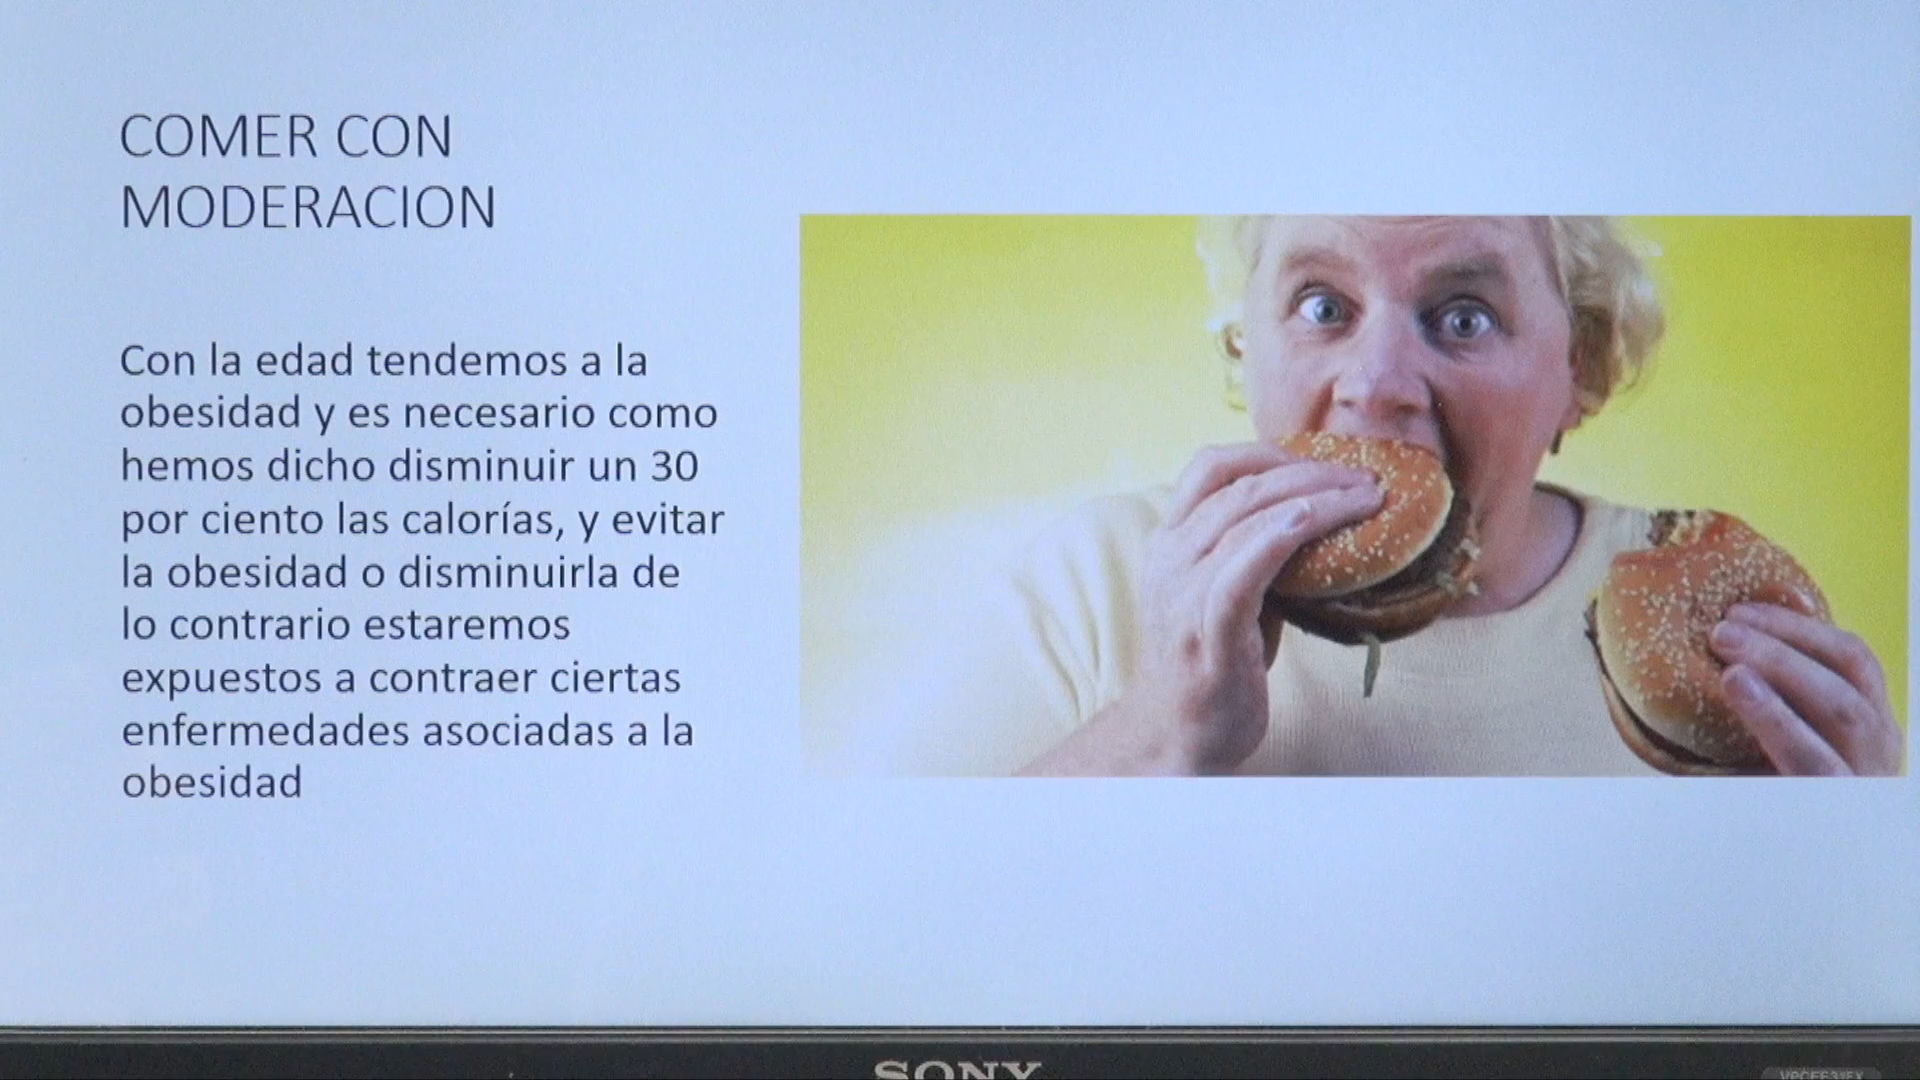 COMER CON
MODERACION
Con la edad tendemos a la
obesidad y es necesario como
hemos dicho disminuir un 30
por ciento las calorías, y evitar
la obesidad o disminuirla de
lo contrario estaremos
expuestos a contraer ciertas
enfermedades asociadas a la
obesidad
SONY